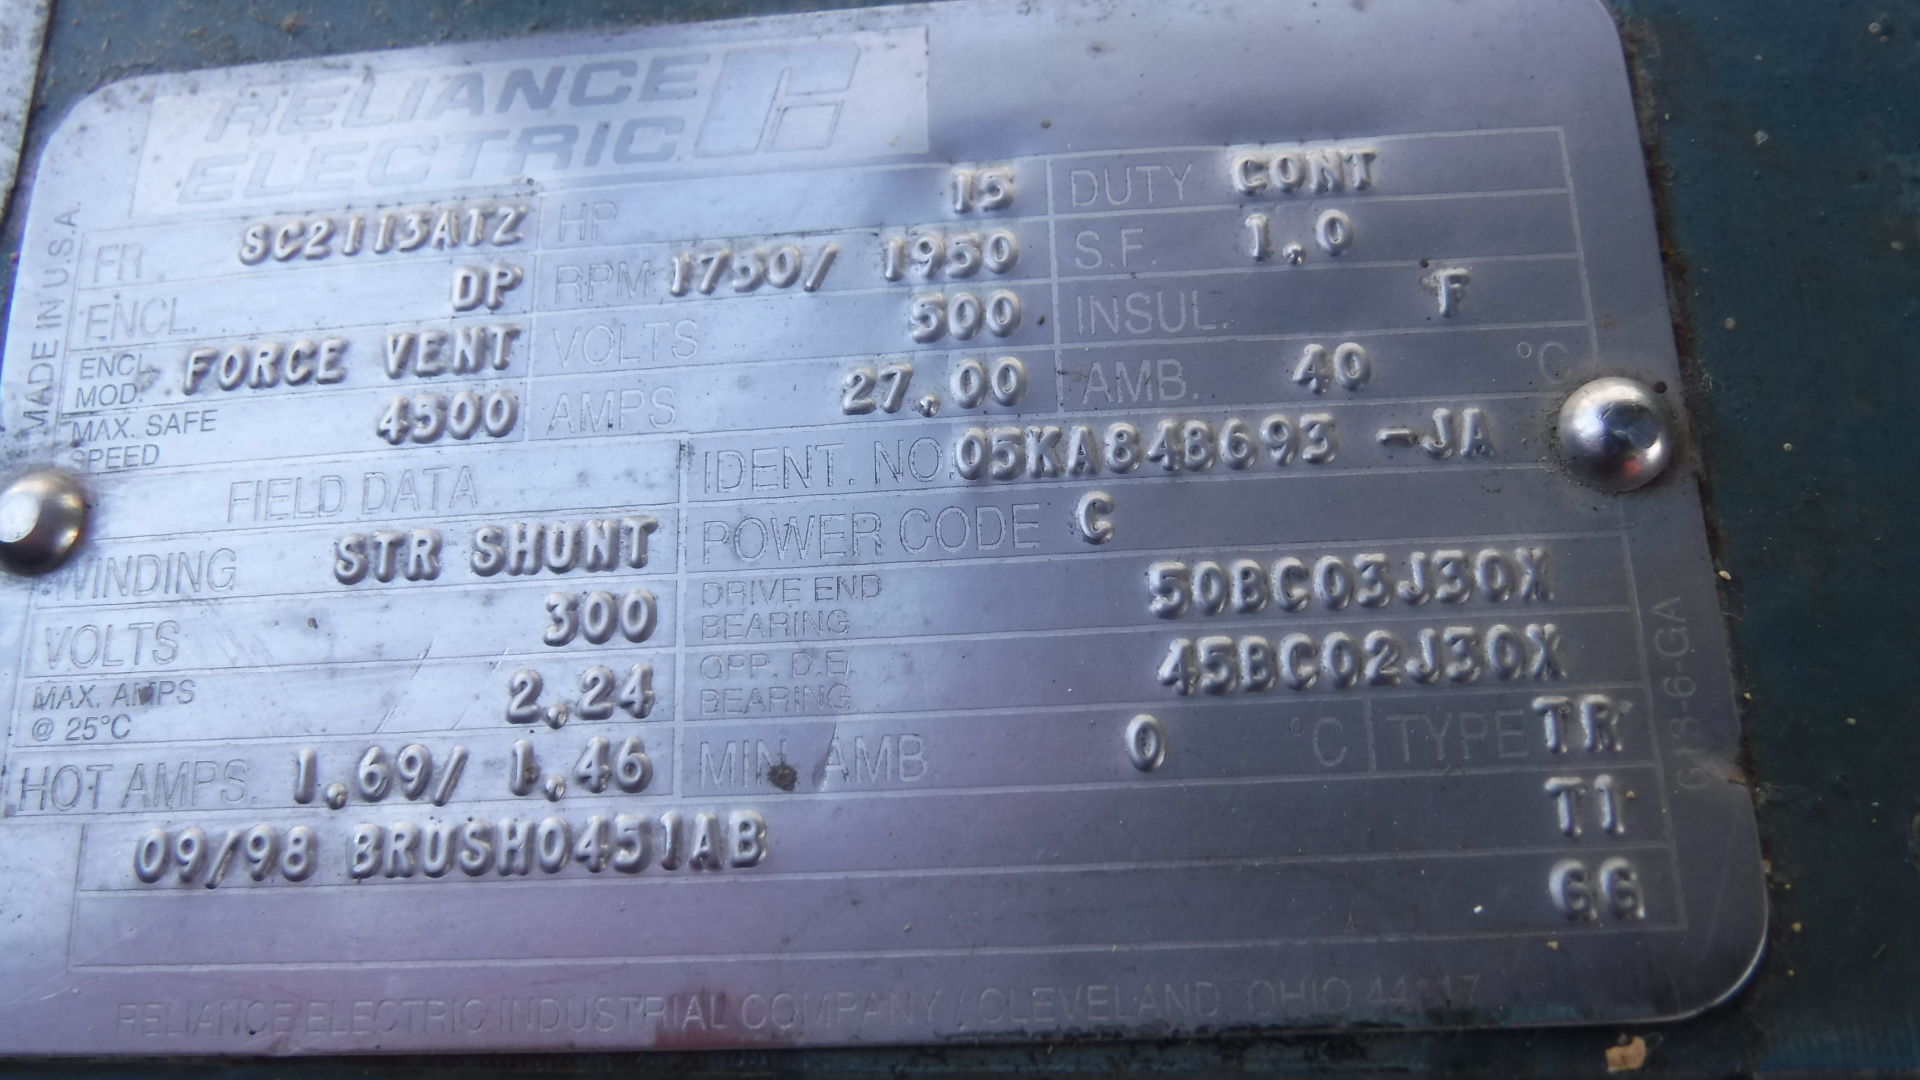 RELIANCE
ELECTRIC
MADE IN U.S.A.
FR. SC2113ATZ HP 15 DUTY CONT
ENCL. DP RPM 1750/ 1950 S.F. 1.0
ENCL. MOD. FORCE VENT VOLTS 500 INSUL. F
MAX. SAFE SPEED 4500 AMPS 27.00 AMB. 40 °C
FIELD DATA IDENT. NO. 05KA848693 -JA
WINDING STR SHUNT POWER CODE C
VOLTS 300 DRIVE END BEARING 50BC03J30X
MAX. AMPS @ 25°C 2.24 OPP. D.E. BEARING 45BC02J30X
HOT AMPS. 1.69/ 1.46 MIN. AMB. 0 °C TYPE TR
T1
09/98 BRUSH0451AB
GG
613-6-GA
RELIANCE ELECTRIC INDUSTRIAL COMPANY / CLEVELAND, OHIO 44117